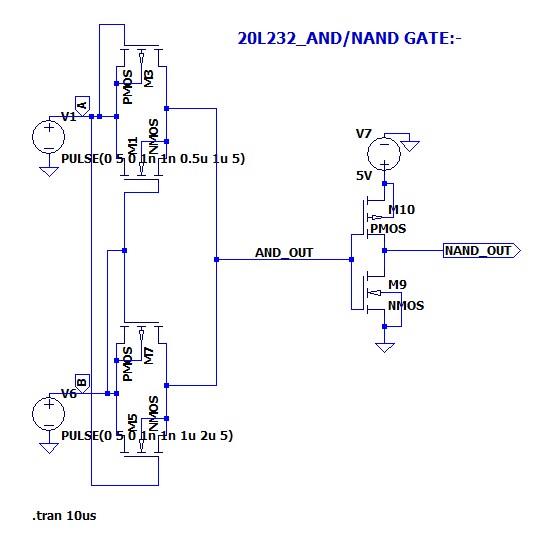 20L232_AND/NAND GATE:-
A
V1
PMOS
M3
M1
NMOS
PULSE(0 5 0 1n 1n 0.5u 1u 5)
V7
5V
M10
PMOS
AND_OUT
NAND_OUT
M9
NMOS
B
V6
PMOS
M7
M5
NMOS
PULSE(0 5 0 1n 1n 1u 2u 5)
.tran 10us